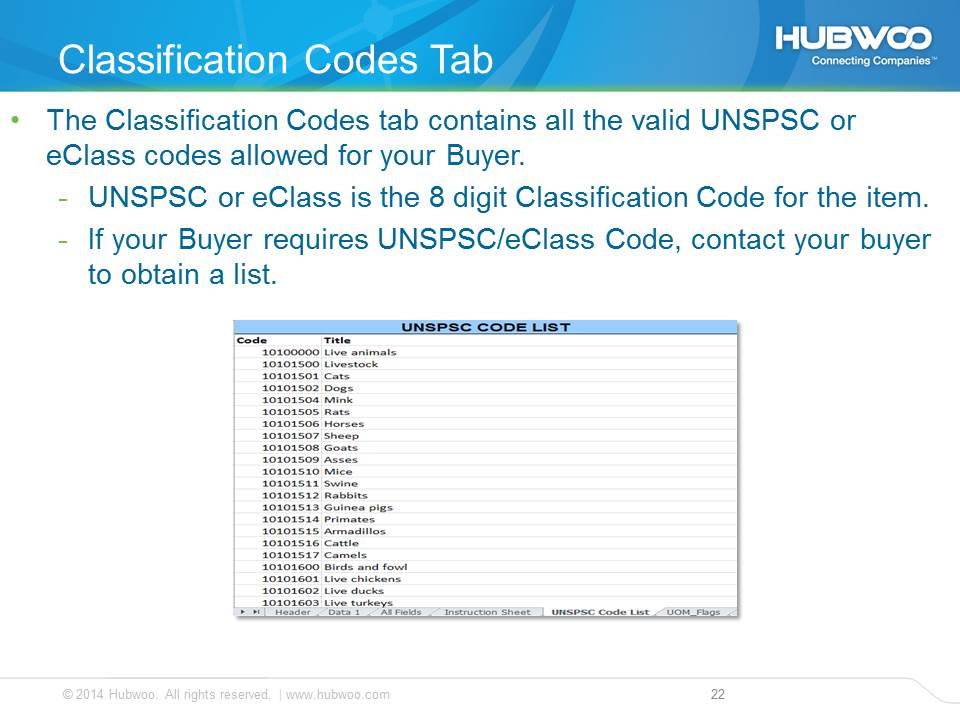 Classification Codes Tab
HUBWOO
Connecting Companies™
• The Classification Codes tab contains all the valid UNSPSC or
eClass codes allowed for your Buyer.
- UNSPSC or eClass is the 8 digit Classification Code for the item.
- If your Buyer requires UNSPSC/eClass Code, contact your buyer
to obtain a list.
UNSPSC CODE LIST
Code Title
10100000 Live animals
10101500 Livestock
10101501 Cats
10101502 Dogs
10101504 Mink
10101505 Rats
10101506 Horses
10101507 Sheep
10101508 Goats
10101509 Asses
10101510 Mice
10101511 Swine
10101512 Rabbits
10101513 Guinea pigs
10101514 Primates
10101515 Armadillos
10101516 Cattle
10101517 Camels
10101600 Birds and fowl
10101601 Live chickens
10101602 Live ducks
10101603 Live turkeys
Header Data 1 All Fields Instruction Sheet UNSPSC Code List UOM_Flags
© 2014 Hubwoo. All rights reserved. | www.hubwoo.com 22